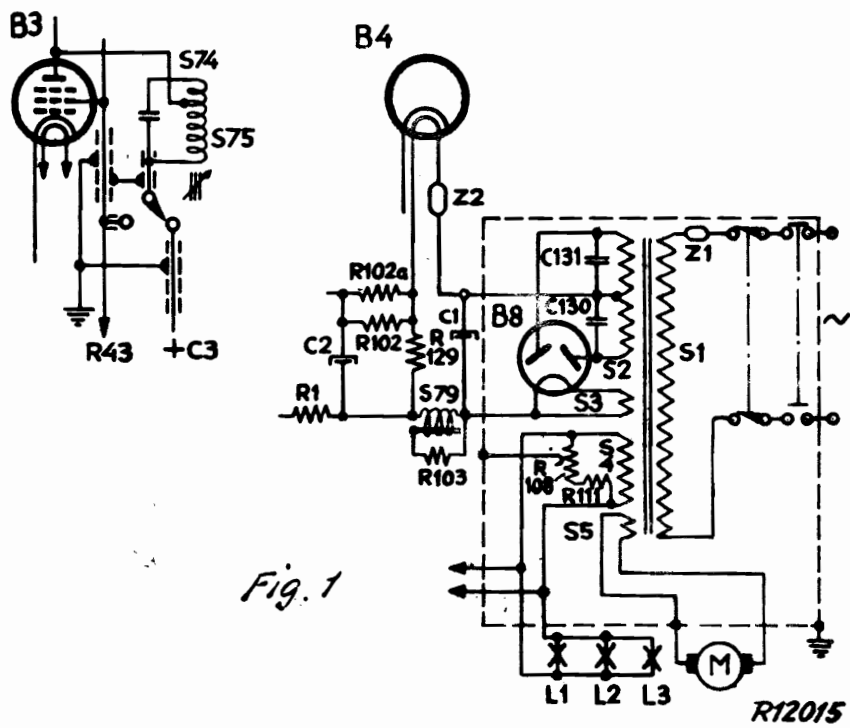 B3
S74
S75
R43
+C3
B4
Z2
R102a
R102
C2
R1
R
129
C1
S79
R103
B8
C131
C130
S2
S3
S1
Z1
~
R
108
R111
S
4
S5
M
L1
L2
L3
Fig. 1
R12015